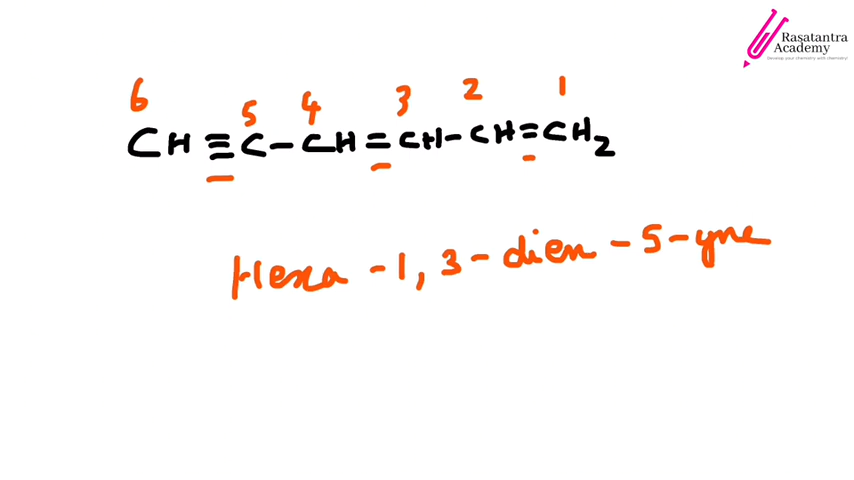 Rasatantra
Academy
Develop your chemistry with chemistry!
6 5 4 3 2 1
CH≡C-CH=CH-CH=CH2
Hexa-1,3-dien-5-yne